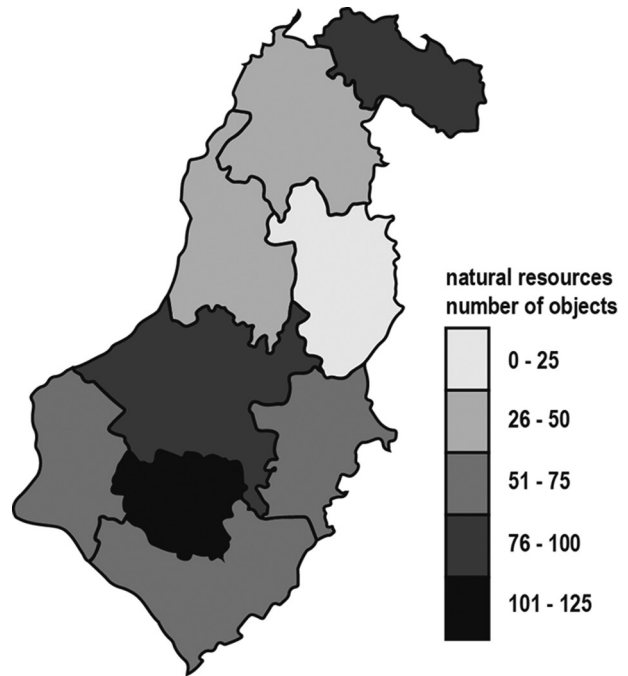 natural resources
number of objects
0 - 25
26 - 50
51 - 75
76 - 100
101 - 125